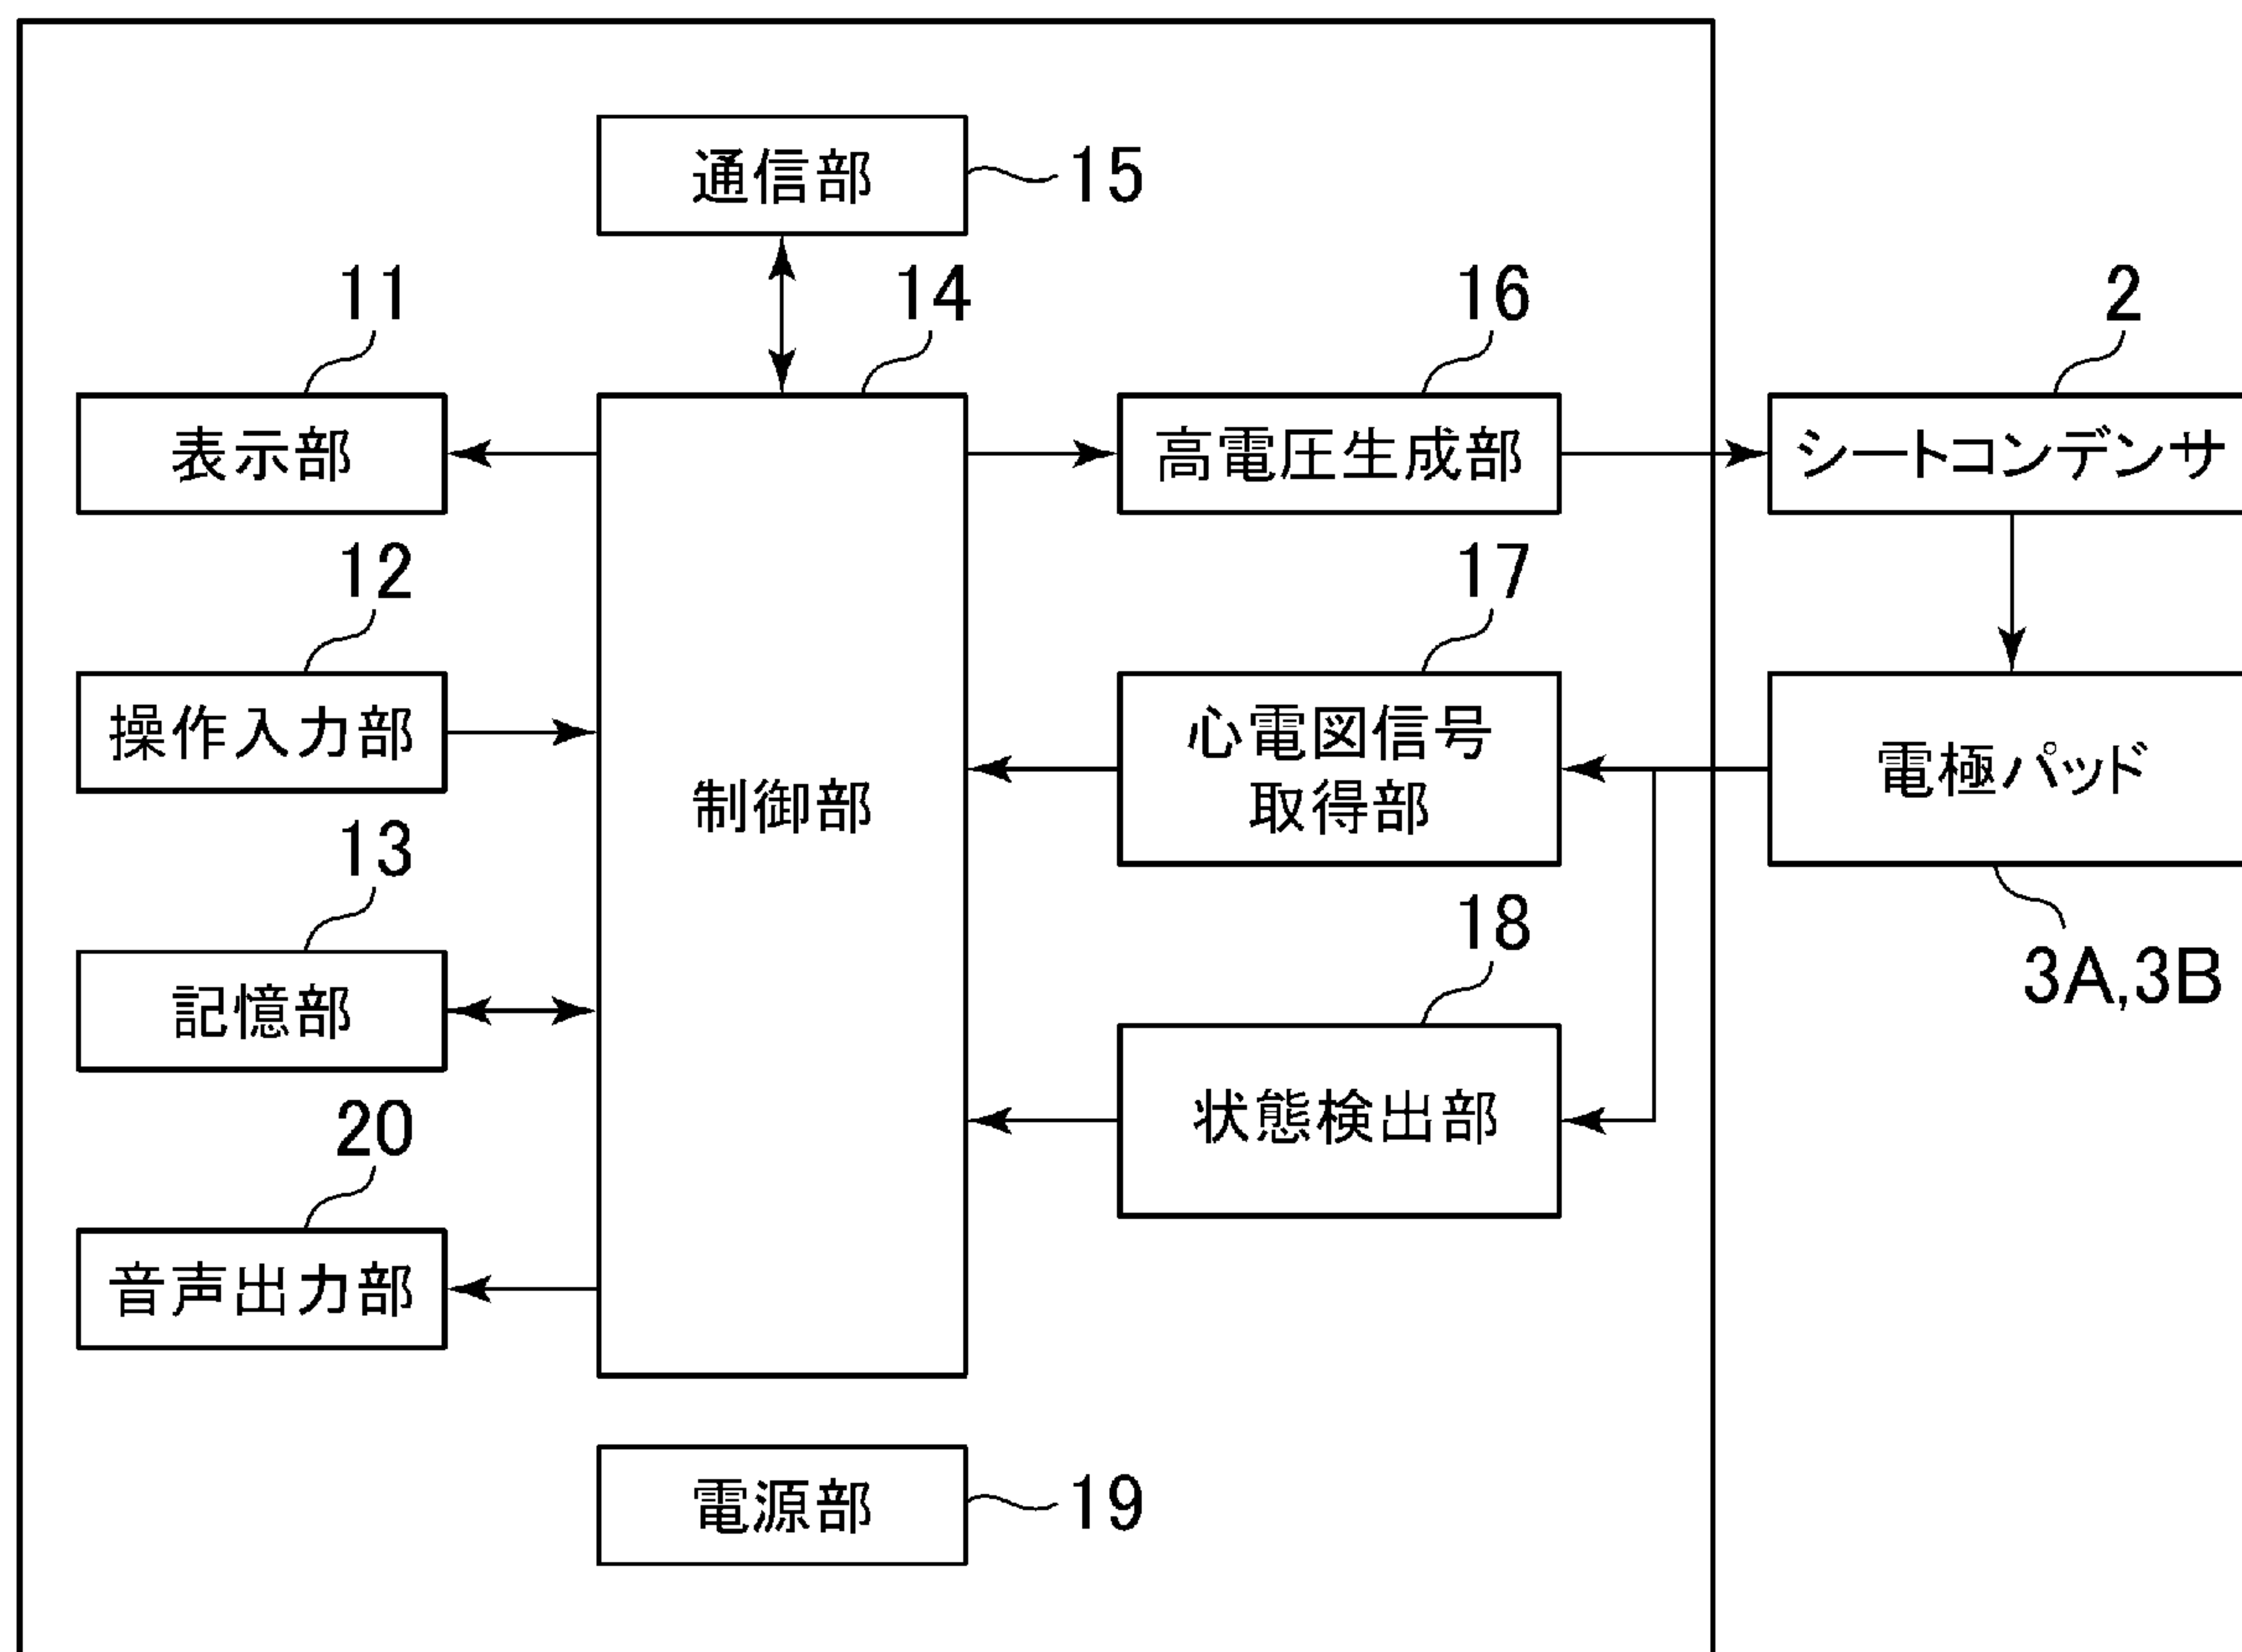 通信部
15
11
14
16
2
表示部
高電圧生成部
シートコンデンサ
12
17
操作入力部
制御部
心電図信号
取得部
電極パッド
13
18
3A,3B
記憶部
状態検出部
20
音声出力部
電源部
19